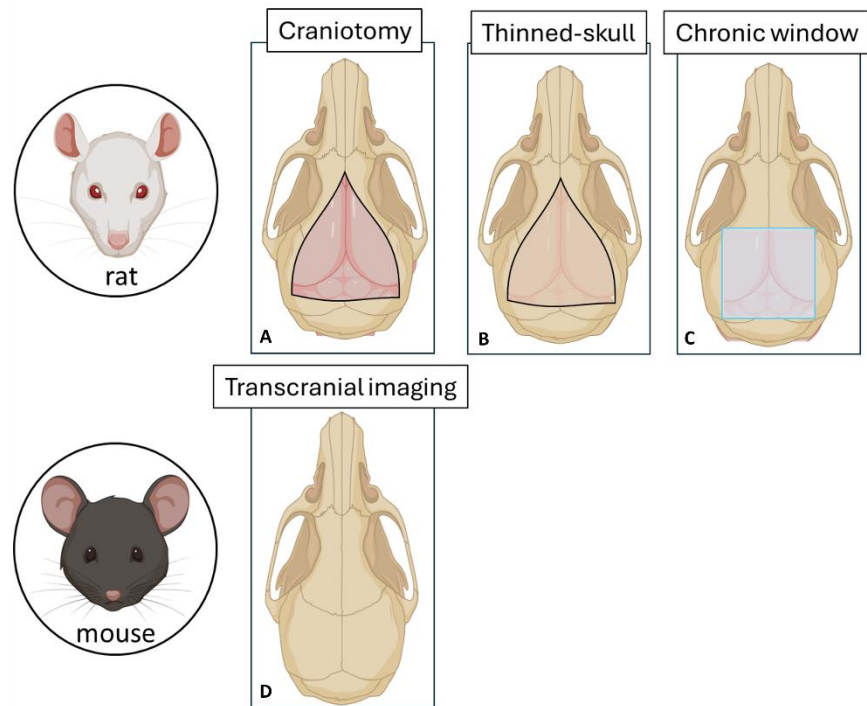 Craniotomy
Thinned-skull
Chronic window
rat
A
B
C
Transcranial imaging
mouse
D